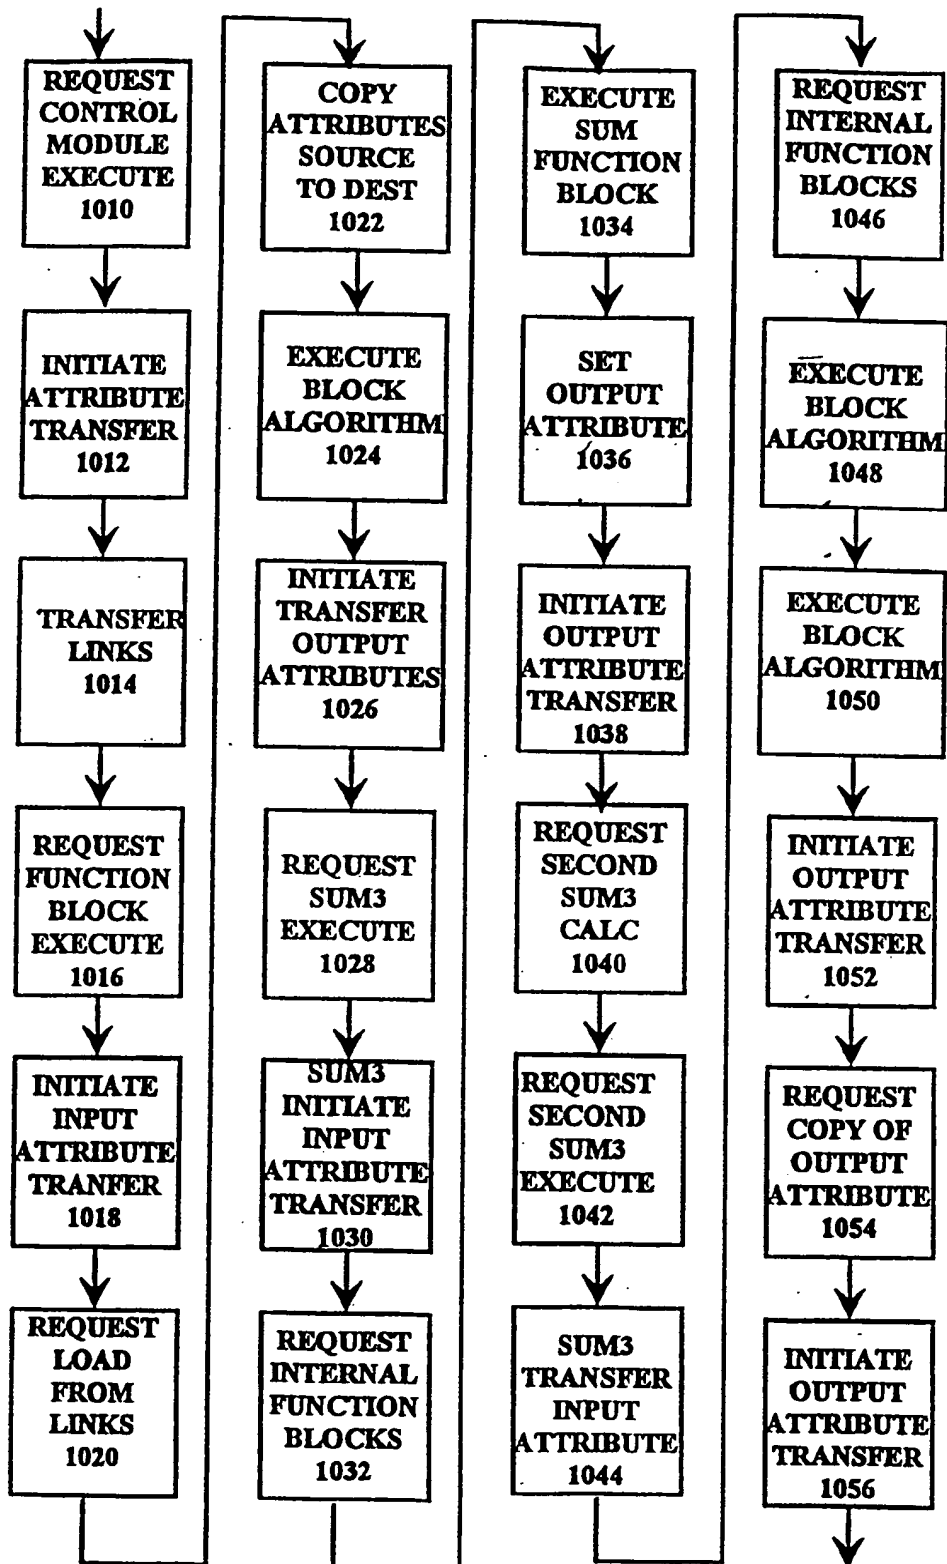 REQUEST
CONTROL
MODULE
EXECUTE
1010
INITIATE
ATTRIBUTE
TRANSFER
1012
TRANSFER
LINKS
1014
REQUEST
FUNCTION
BLOCK
EXECUTE
1016
INITIATE
INPUT
ATTRIBUTE
TRANFER
1018
REQUEST
LOAD
FROM
LINKS
1020
COPY
ATTRIBUTES
SOURCE
TO DEST
1022
EXECUTE
BLOCK
ALGORITHM
1024
INITIATE
TRANSFER
OUTPUT
ATTRIBUTES
1026
REQUEST
SUM3
EXECUTE
1028
SUM3
INITIATE
INPUT
ATTRIBUTE
TRANSFER
1030
REQUEST
INTERNAL
FUNCTION
BLOCKS
1032
EXECUTE
SUM
FUNCTION
BLOCK
1034
SET
OUTPUT
ATTRIBUTE
1036
INITIATE
OUTPUT
ATTRIBUTE
TRANSFER
1038
REQUEST
SECOND
SUM3
CALC
1040
REQUEST
SECOND
SUM3
EXECUTE
1042
SUM3
TRANSFER
INPUT
ATTRIBUTE
1044
REQUEST
INTERNAL
FUNCTION
BLOCKS
1046
EXECUTE
BLOCK
ALGORITHM
1048
EXECUTE
BLOCK
ALGORITHM
1050
INITIATE
OUTPUT
ATTRIBUTE
TRANSFER
1052
REQUEST
COPY OF
OUTPUT
ATTRIBUTE
1054
INITIATE
OUTPUT
ATTRIBUTE
TRANSFER
1056